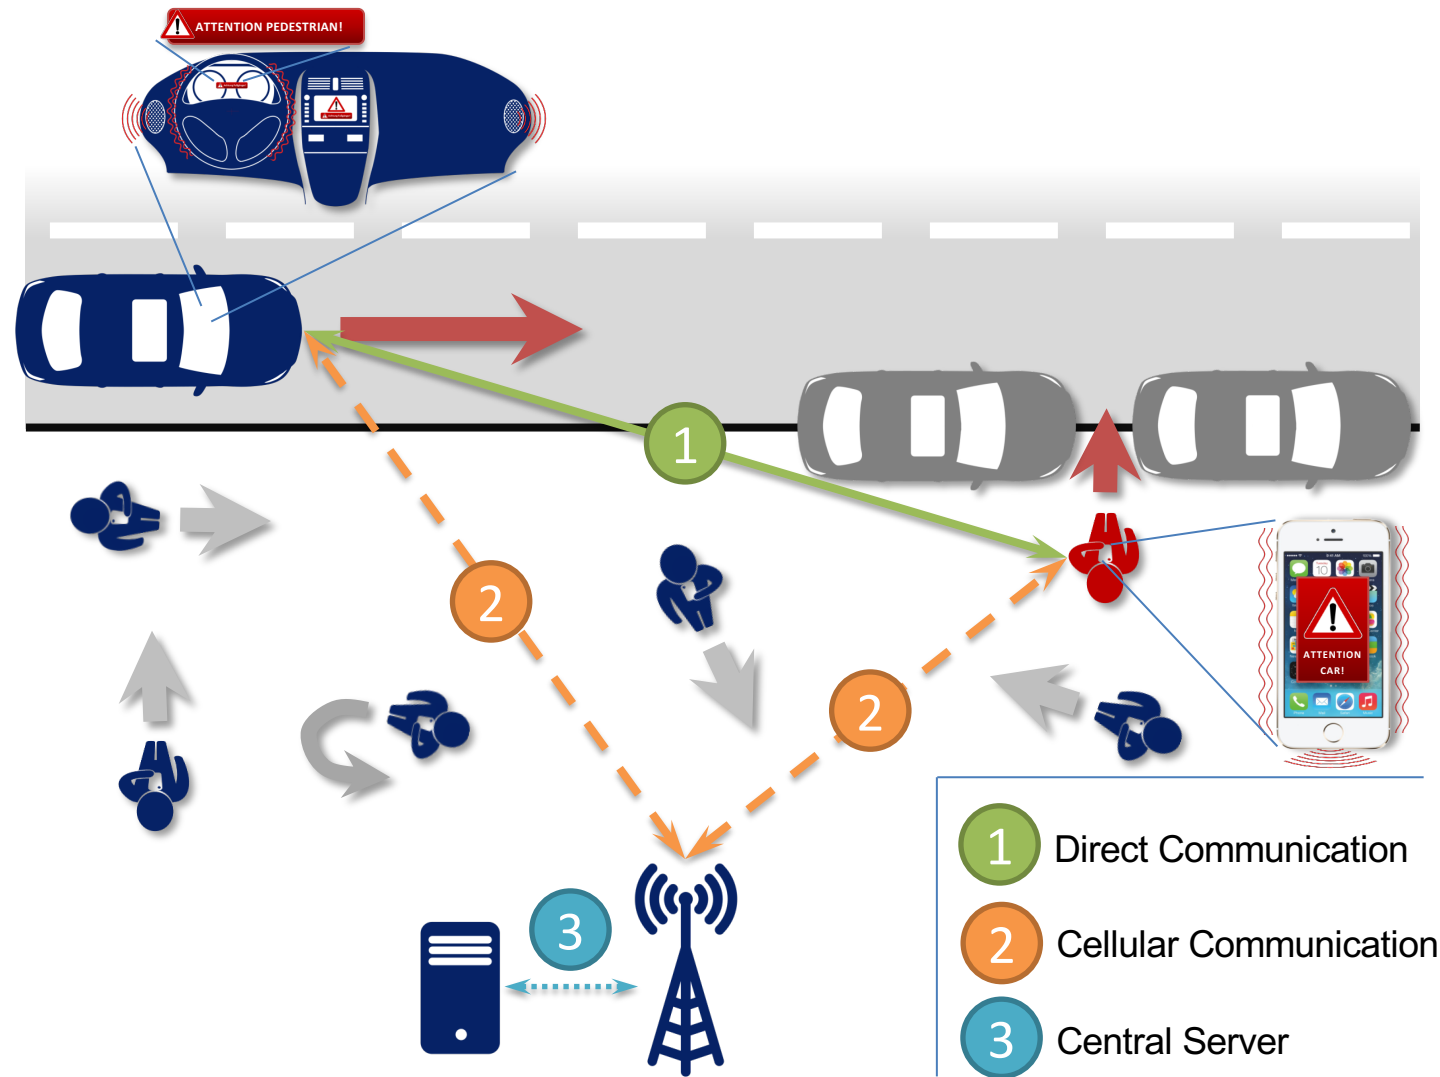 ATTENTION PEDESTRIAN!
1
2
2
ATTENTION
CAR!
3
1 Direct Communication
2 Cellular Communication
3 Central Server